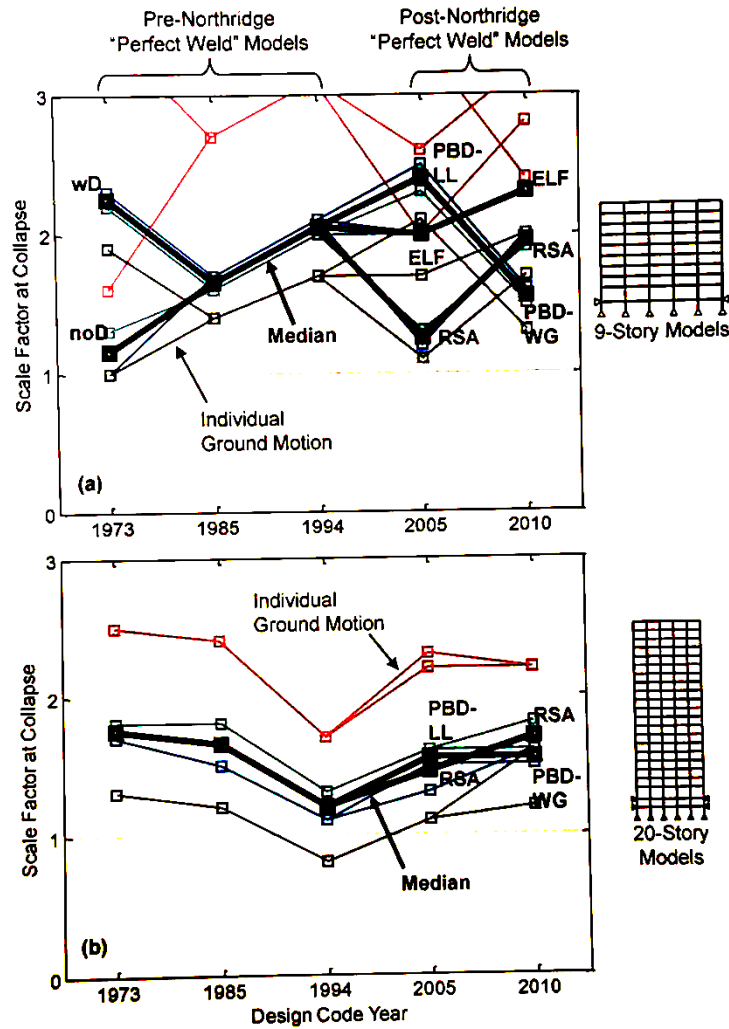 Pre-Northridge
"Perfect Weld" Models
Post-Northridge
"Perfect Weld" Models
3
2
1
0
Scale Factor at Collapse
wD
noD
PBD-
LL
ELF
ELF
RSA
RSA
PBD-
WG
Median
Individual
Ground Motion
(a)
1973
1985
1994
2005
2010
9-Story Models
3
2
1
0
Scale Factor at Collapse
Individual
Ground Motion
PBD-
LL
RSA
RSA
PBD-
WG
Median
(b)
1973
1985
1994
2005
2010
Design Code Year
20-Story
Models